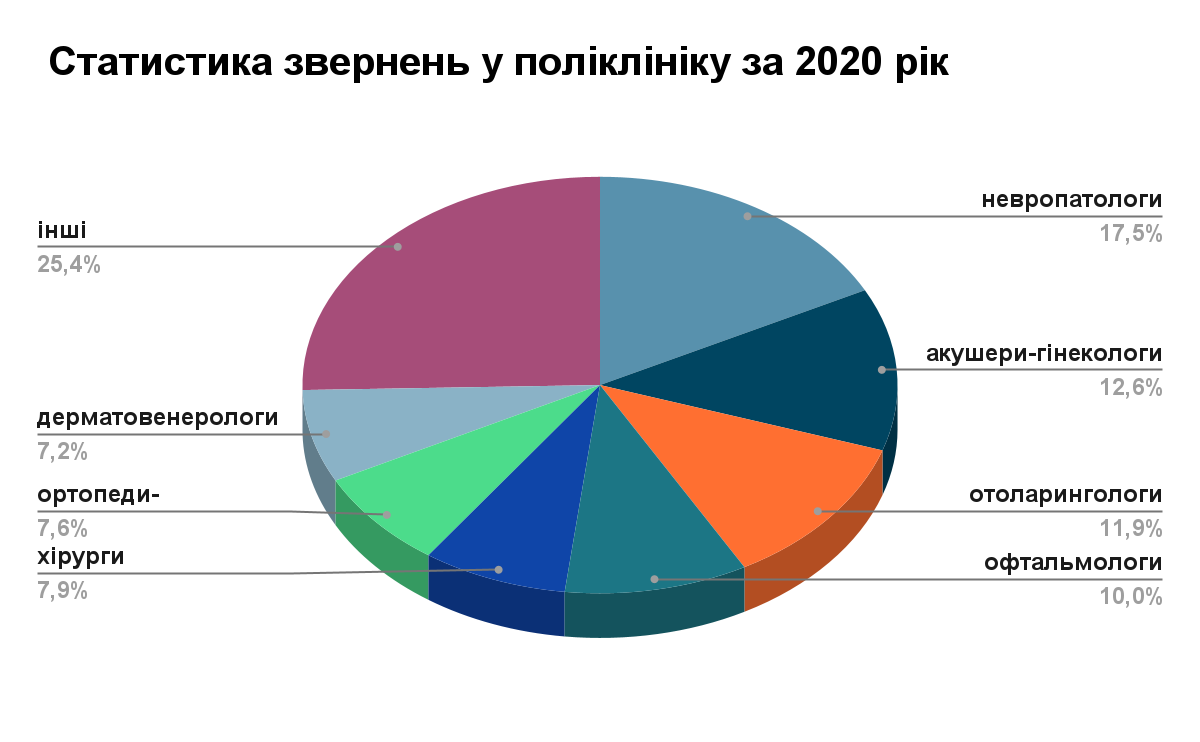 Статистика звернень у поліклініку за 2020 рік
невропатологи
17,5%
акушери-гінекологи
12,6%
отоларингологи
11,9%
офтальмологи
10,0%
хірурги
7,9%
ортопеди-
7,6%
дерматовенерологи
7,2%
інші
25,4%